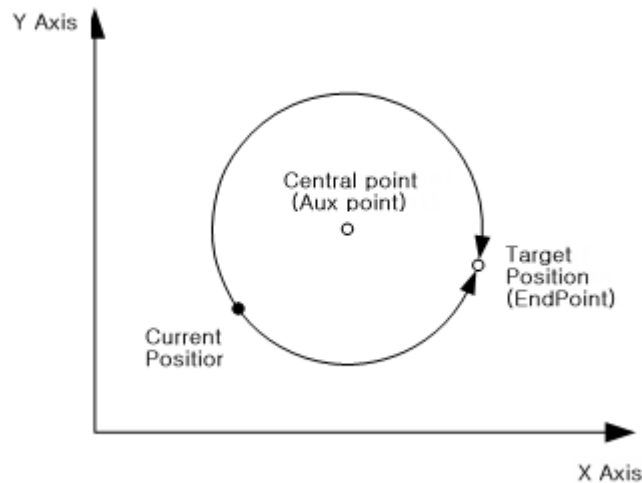 Y Axis
Central point
(Aux point)
Target
Position
(EndPoint)
Current
Positior
X Axis